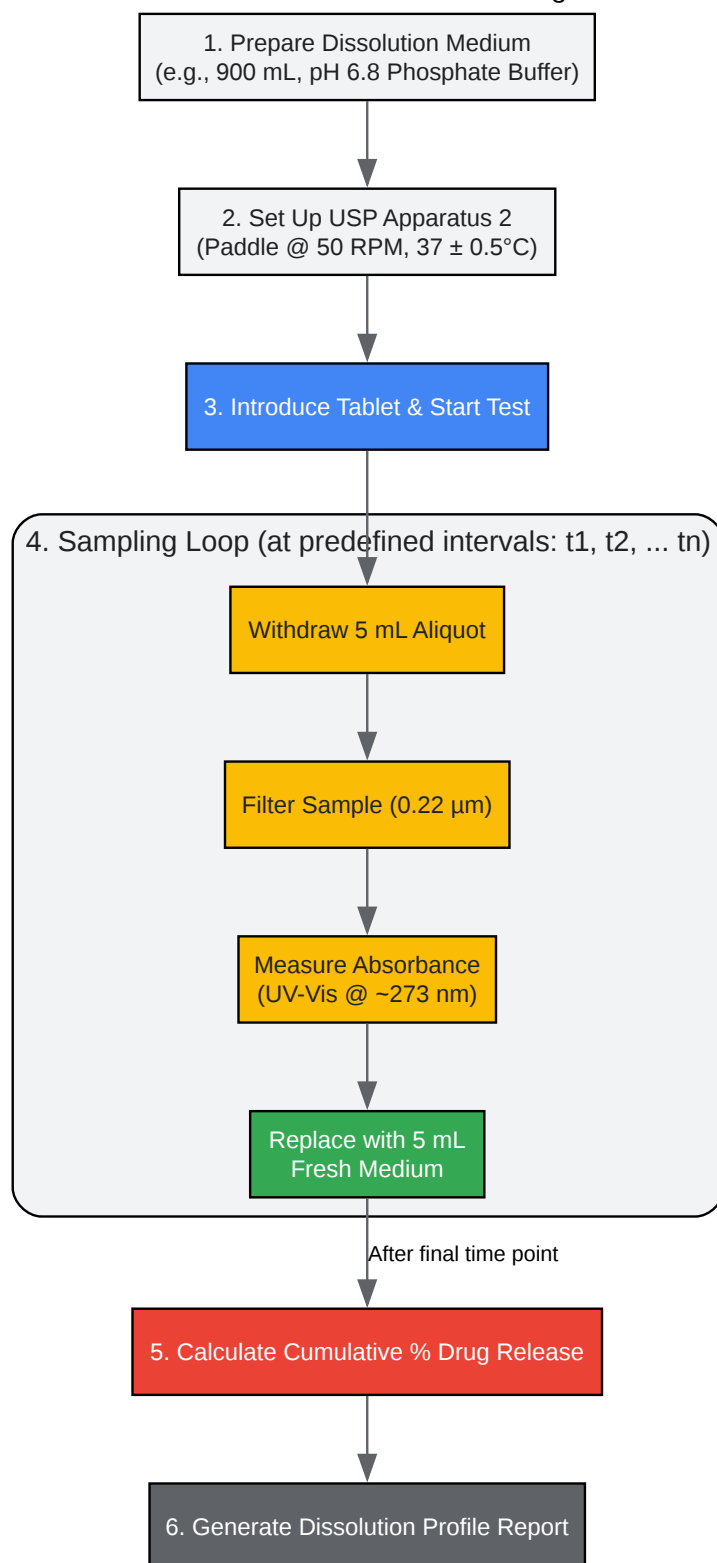 1. Prepare Dissolution Medium
(e.g., 900 mL, pH 6.8 Phosphate Buffer)
2. Set Up USP Apparatus 2
(Paddle @ 50 RPM, 37 ± 0.5°C)
3. Introduce Tablet & Start Test
4. Sampling Loop (at predefined intervals: t1, t2, ... tn)
Withdraw 5 mL Aliquot
Filter Sample (0.22 µm)
Measure Absorbance
(UV-Vis @ ~273 nm)
Replace with 5 mL
Fresh Medium
After final time point
5. Calculate Cumulative % Drug Release
6. Generate Dissolution Profile Report